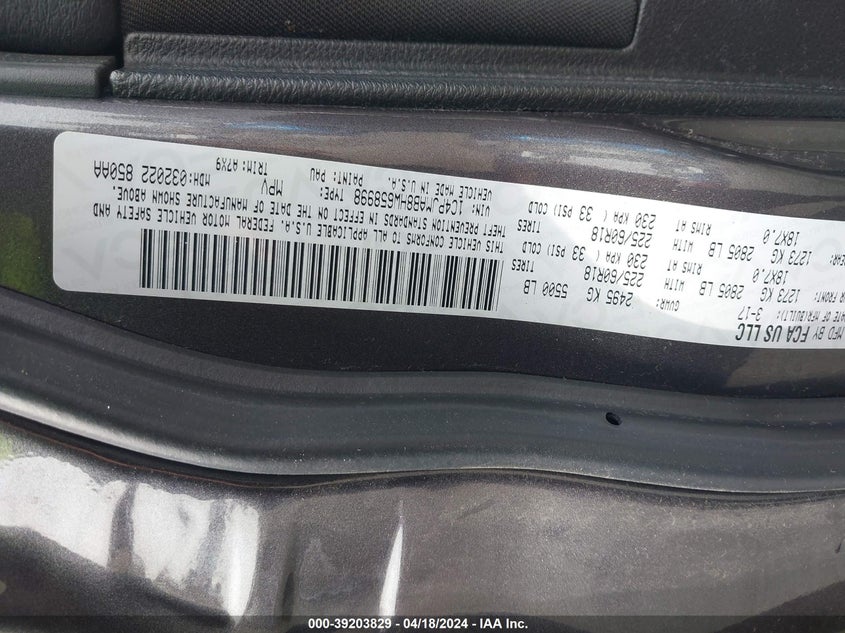 MFD BY FCA US LLC
DATE OF MFR(BUILT): 3-17 GVWR: 2495 KG 5500 LB
FRONT: 1273 KG 2805 LB WITH 225/60R18 TIRES
18X7.0 RIMS AT 230 KPA ( 33 PSI) COLD
REAR: 1273 KG 2805 LB WITH 225/60R18 TIRES
18X7.0 RIMS AT 230 KPA ( 33 PSI) COLD
THIS VEHICLE CONFORMS TO ALL APPLICABLE U.S.A. FEDERAL MOTOR VEHICLE SAFETY AND
THEFT PREVENTION STANDARDS IN EFFECT ON THE DATE OF MANUFACTURE SHOWN ABOVE.
VIN: TYPE: MPV MDH:032022 850AA
VEHICLE MADE IN U.S.A. PAINT: PAU TRIM:A7X9
000-39203829 - 04/18/2024 - IAA Inc.